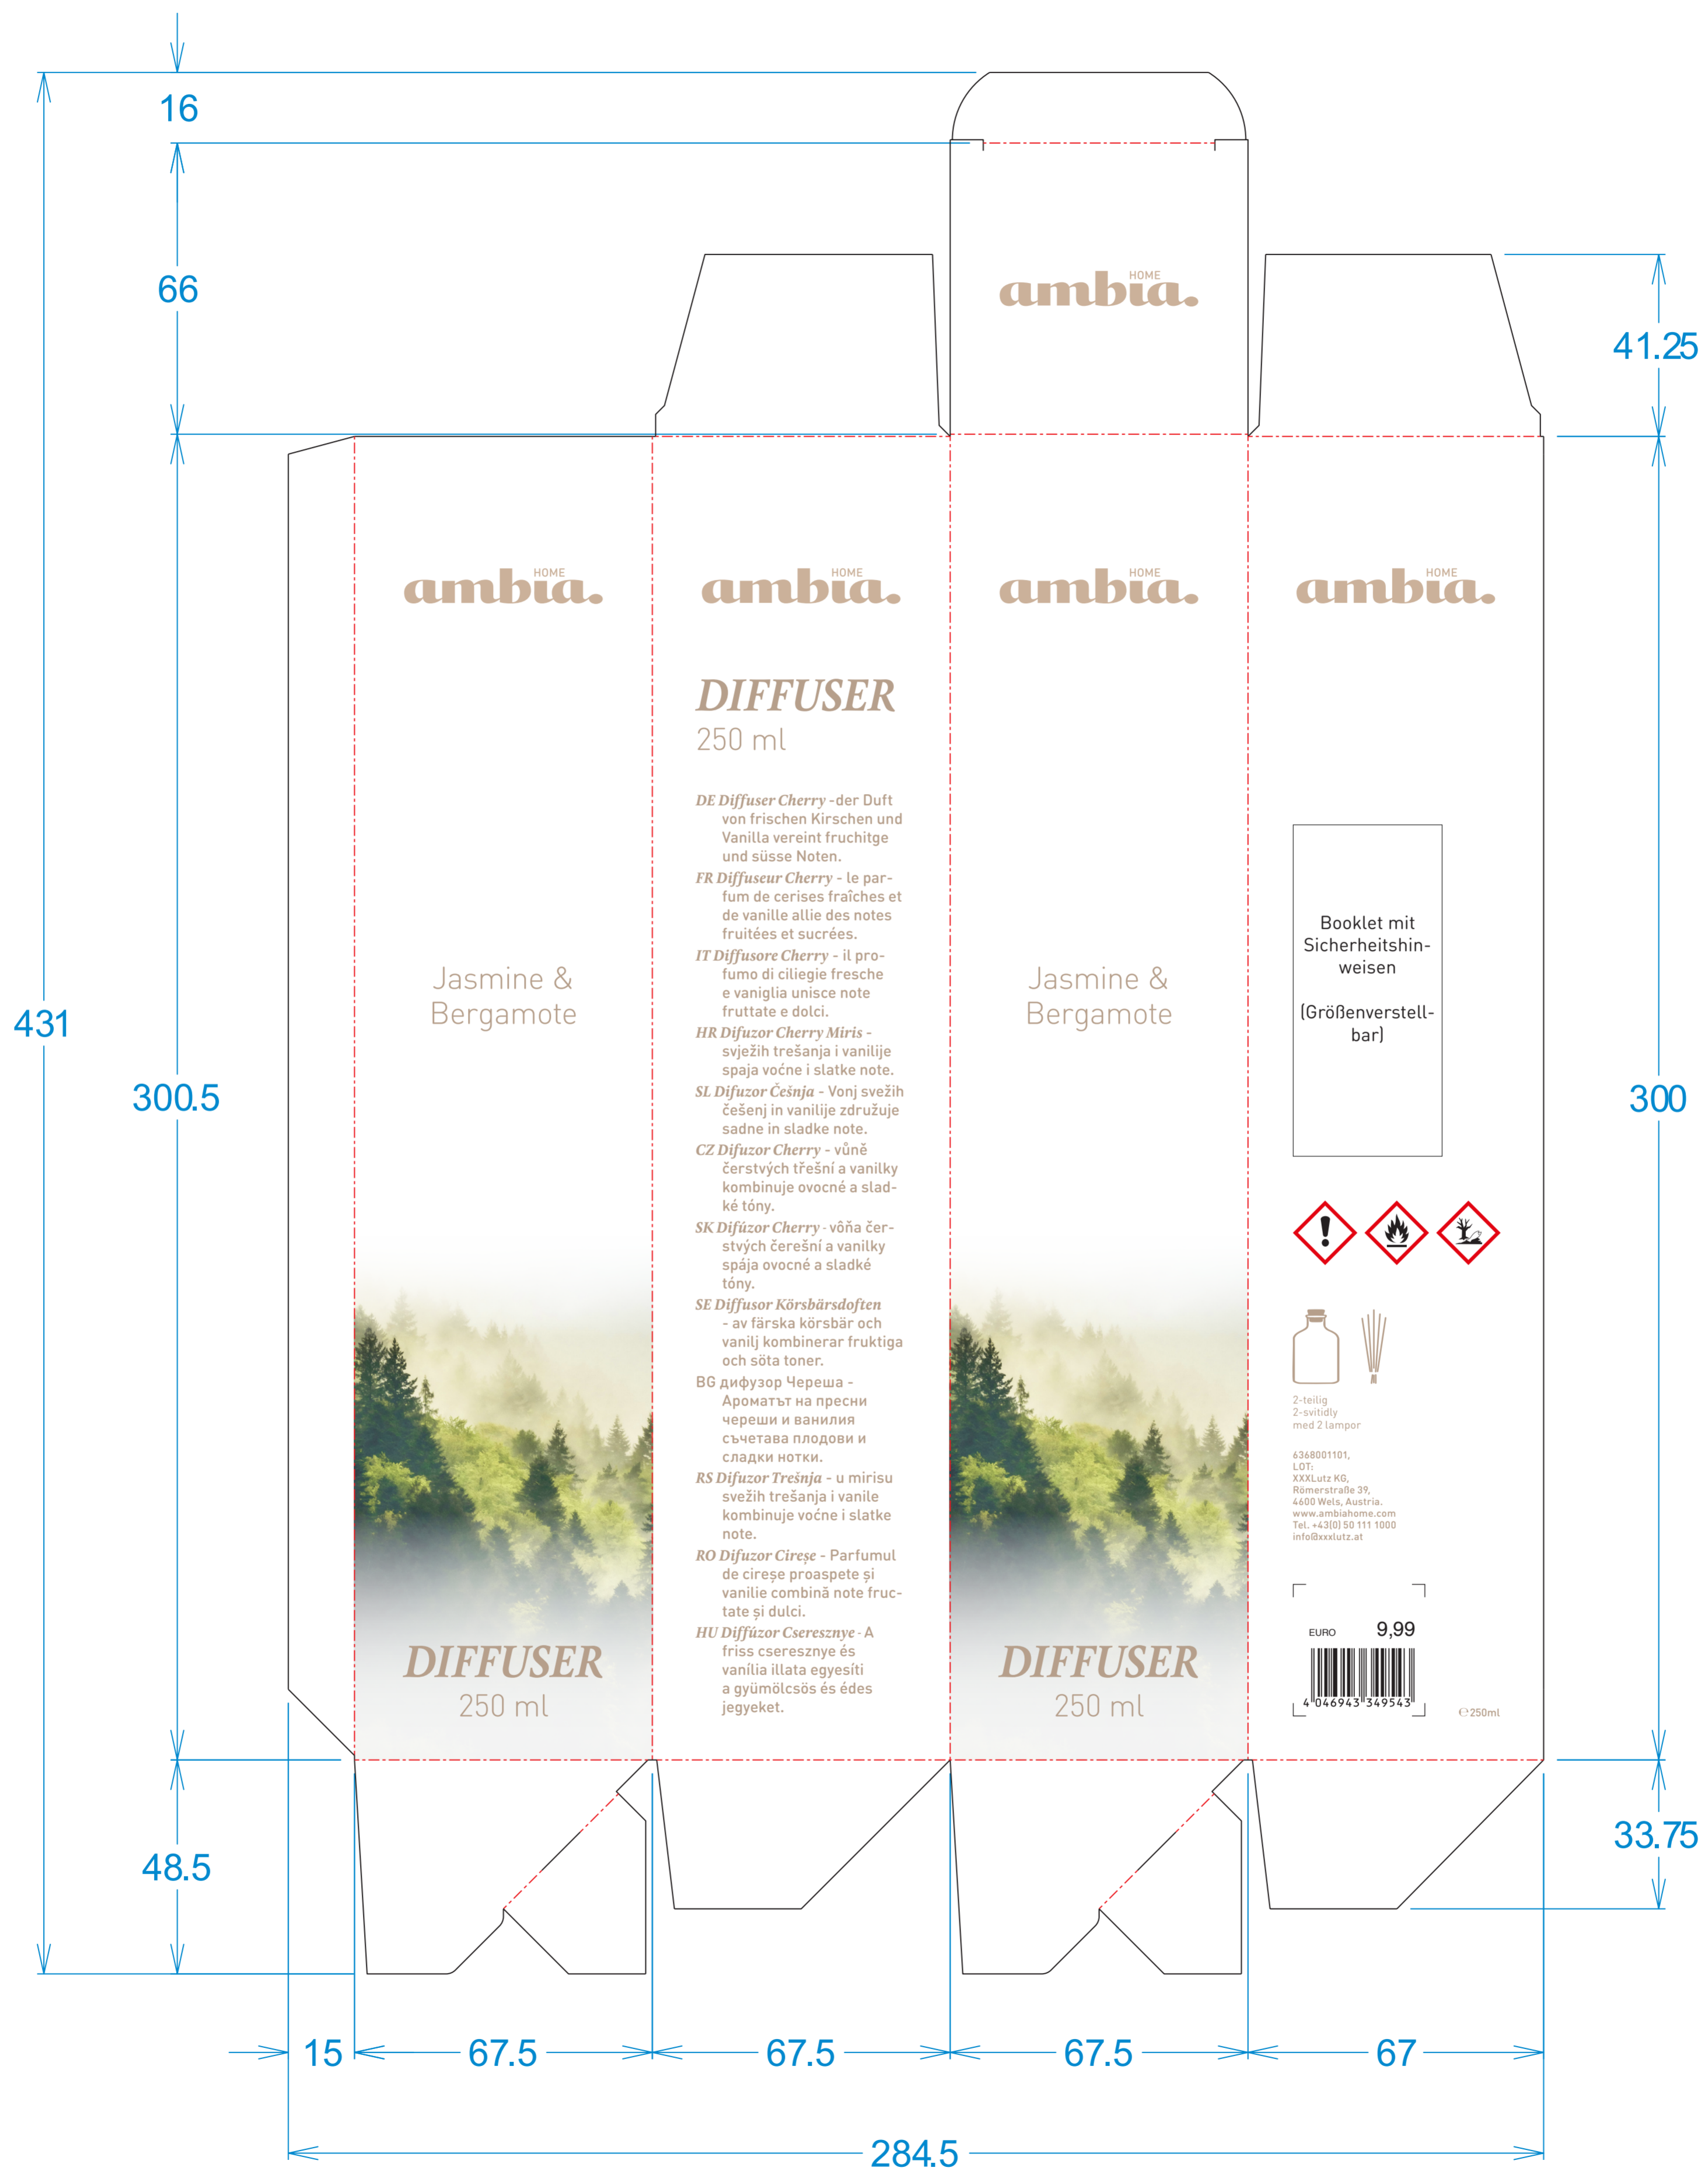 16
66
431
300.5
48.5
HOME
ambia.
41.25
300
33.75
HOME
ambia.
Jasmine &
Bergamote
DIFFUSER
250 ml
HOME
ambia.
DIFFUSER
250 ml
DE Diffuser Cherry -der Duft
von frischen Kirschen und
Vanilla vereint fruchitge
und süsse Noten.
FR Diffuseur Cherry - le par-
fum de cerises fraîches et
de vanille allie des notes
fruitées et sucrées.
IT Diffusore Cherry - il pro-
fumo di ciliegie fresche
e vaniglia unisce note
fruttate e dolci.
HR Difuzor Cherry Miris -
svježih trešanja i vanilije
spaja voćne i slatke note.
SL Difuzor Češnja - Vonj svežih
češenj in vanilije združuje
sadne in sladke note.
CZ Difuzor Cherry - vůně
čerstvých třešní a vanilky
kombinuje ovocné a slad-
ké tóny.
SK Difúzor Cherry - vôňa čer-
stvých čerešní a vanilky
spája ovocné a sladké
tóny.
SE Diffusor Körsbärsdoften
- av färska körsbär och
vanilj kombinerar fruktiga
och söta toner.
BG дифузор Череша -
Ароматът на пресни
череши и ванилия
съчетава плодови и
сладки нотки.
RS Difuzor Trešnja - u mirisu
svežih trešanja i vanile
kombinuje voćne i slatke
note.
RO Difuzor Cireșe - Parfumul
de cireșe proaspete și
vanilie combină note fruc-
tate și dulci.
HU Diffúzor Cseresznye - A
friss cseresznye és
vanília illata egyesíti
a gyümölcsös és édes
jegyeket.
HOME
ambia.
Jasmine &
Bergamote
DIFFUSER
250 ml
HOME
ambia.
Booklet mit
Sicherheitshin-
weisen
(Größenverstell-
bar)
2-teilig
2-svitidly
med 2 lampor
6368001101,
LOT:
XXXLutz KG,
Römerstraße 39,
4600 Wels, Austria.
www.ambiahome.com
Tel. +43(0) 50 111 1000
info@xxxlutz.at
EURO 9,99
4 046943 349543
℮ 250ml
15
67.5
67.5
67.5
67
284.5